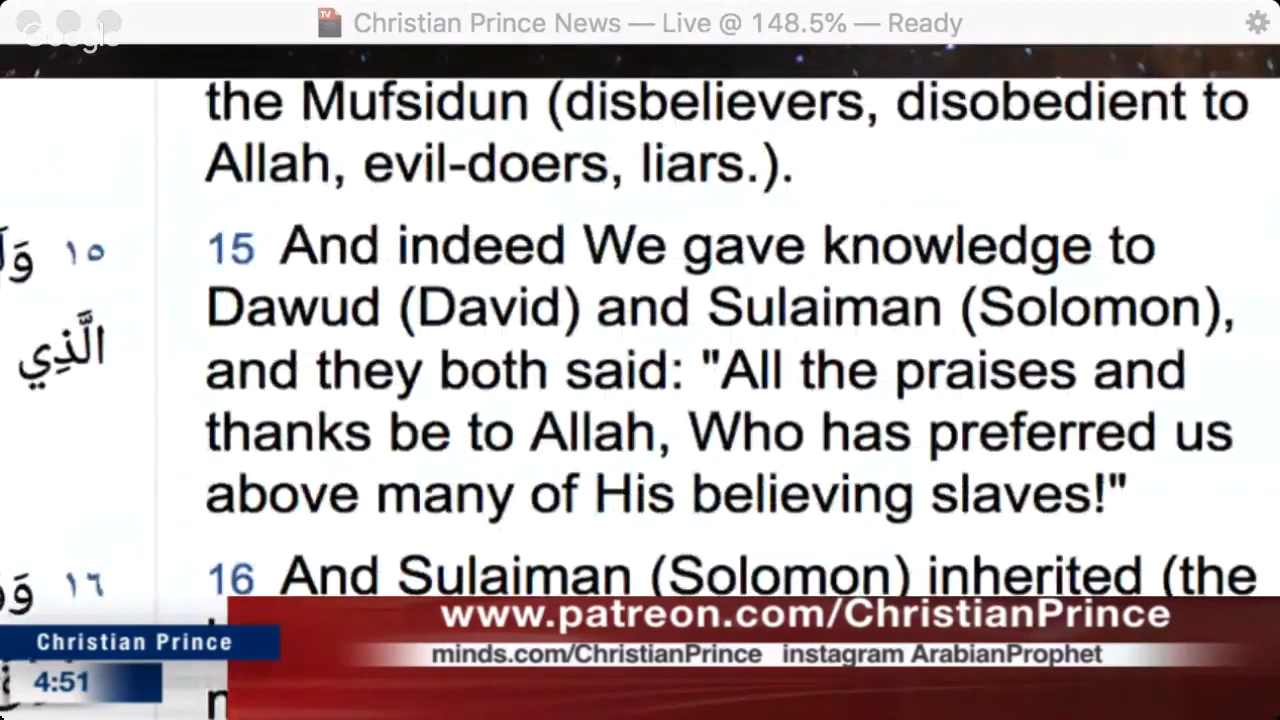 Christian Prince News — Live @ 148.5% — Ready
Google
the Mufsidun (disbelievers, disobedient to
Allah, evil-doers, liars.).
١٥
15 And indeed We gave knowledge to
Dawud (David) and Sulaiman (Solomon),
الَّذِي
and they both said: "All the praises and
thanks be to Allah, Who has preferred us
above many of His believing slaves!"
١٦
16 And Sulaiman (Solomon) inherited (the
www.patreon.com/ChristianPrince
Christian Prince
minds.com/ChristianPrince instagram ArabianProphet
4:51